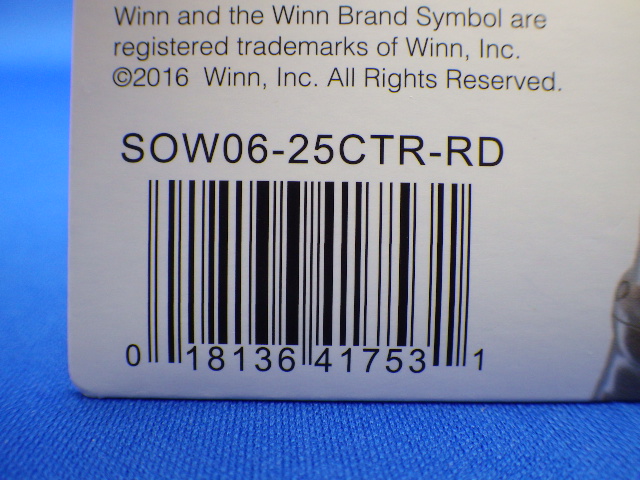 Winn and the Winn Brand Symbol are
registered trademarks of Winn, Inc.
©2016 Winn, Inc. All Rights Reserved.
SOW06-25CTR-RD
0 18136 41753 1